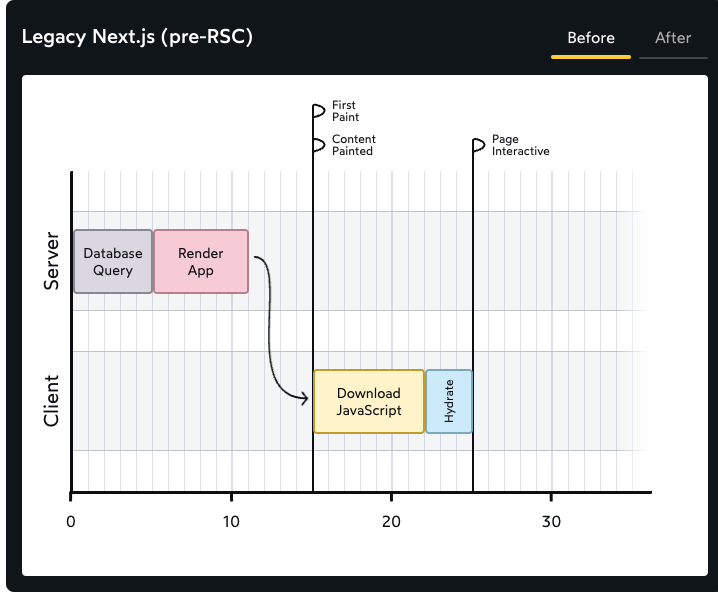 Legacy Next.js (pre-RSC)
Before
After
First
Paint
Content
Painted
Page
Interactive
Server
Database
Query
Render
App
Client
Download
JavaScript
Hydrate
0
10
20
30